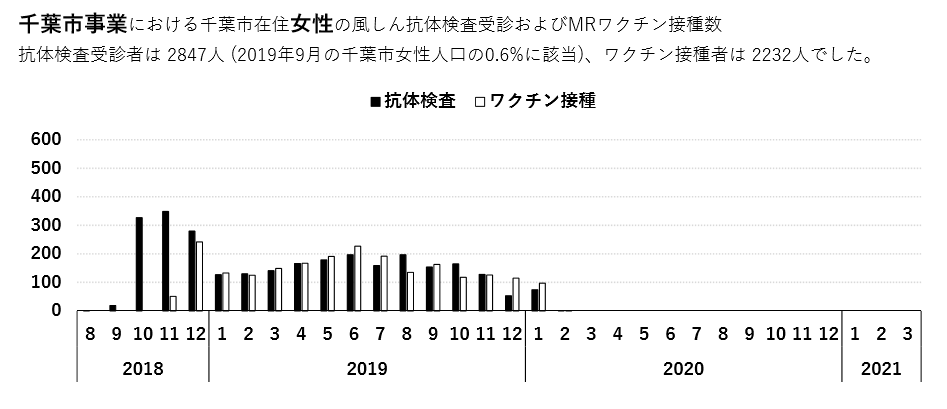 千葉市事業における千葉市在住女性の風しん抗体検査受診およびMRワクチン接種数
抗体検査受診者は 2847人 (2019年9月の千葉市女性人口の0.6%に該当)、ワクチン接種者は 2232人でした。
■抗体検査 □ワクチン接種
600
500
400
300
200
100
0
8 9 10 11 12 1 2 3 4 5 6 7 8 9 10 11 12 1 2 3 4 5 6 7 8 9 10 11 12 1 2 3
2018 2019 2020 2021